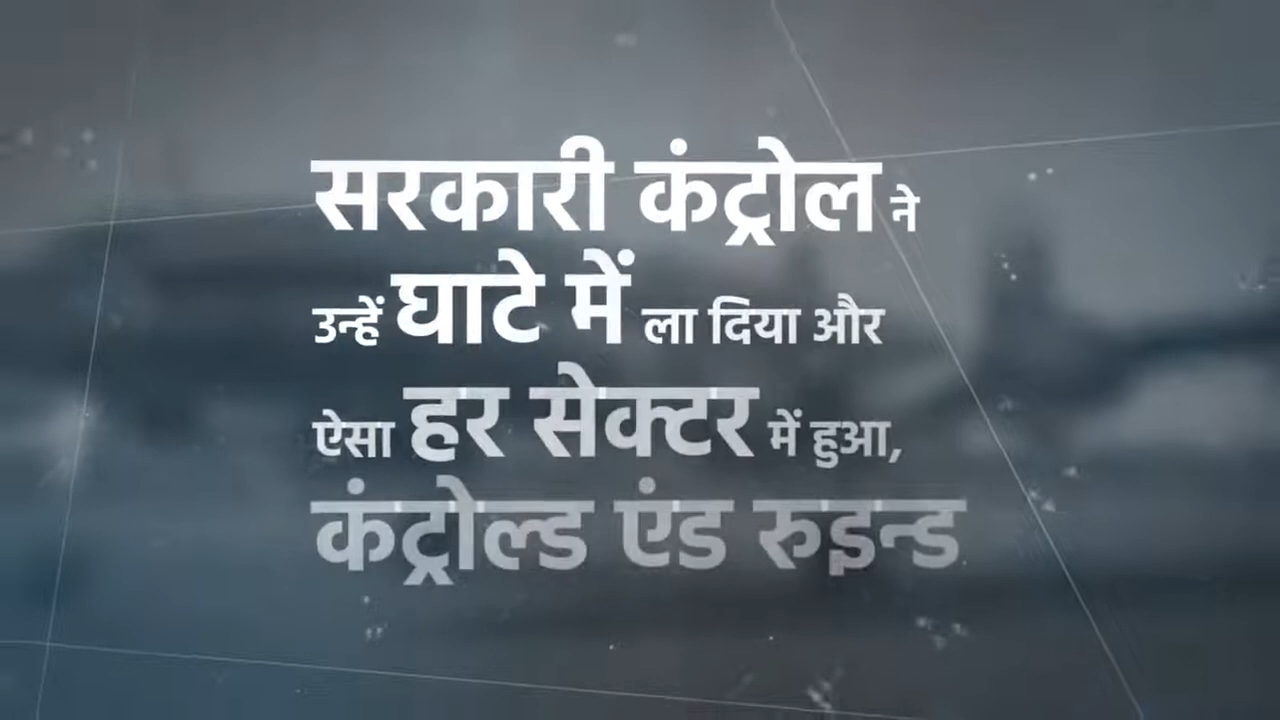 सरकारी कंट्रोल ने
उन्हें घाटे में ला दिया और
ऐसा हर सेक्टर में हुआ,
कंट्रोल्ड एंड रुइन्ड